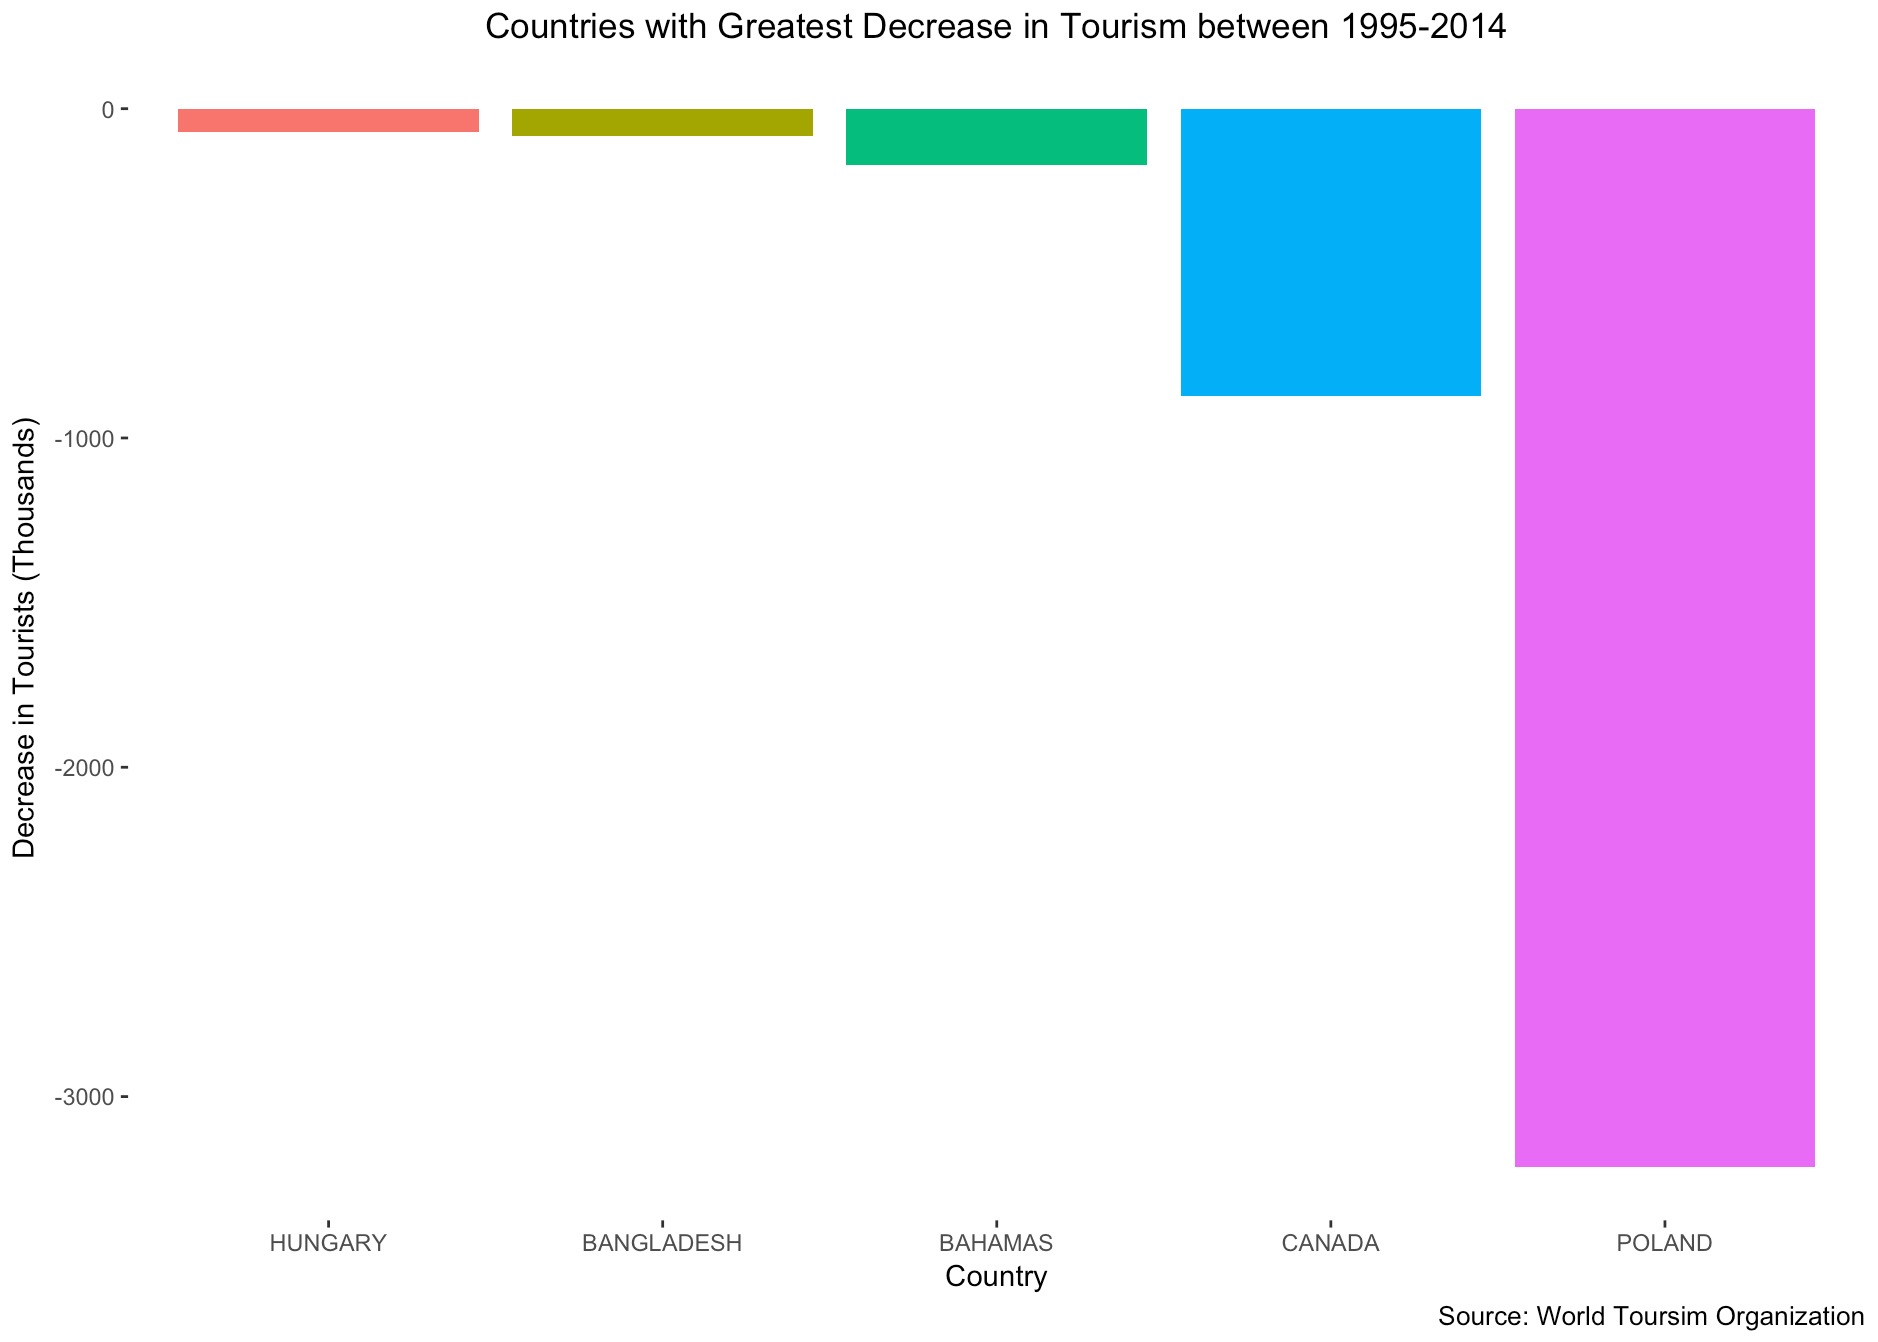 Countries with Greatest Decrease in Tourism between 1995-2014
0
-1000
-2000
-3000
Decrease in Tourists (Thousands)
HUNGARY BANGLADESH BAHAMAS CANADA POLAND
Country
Source: World Toursim Organization